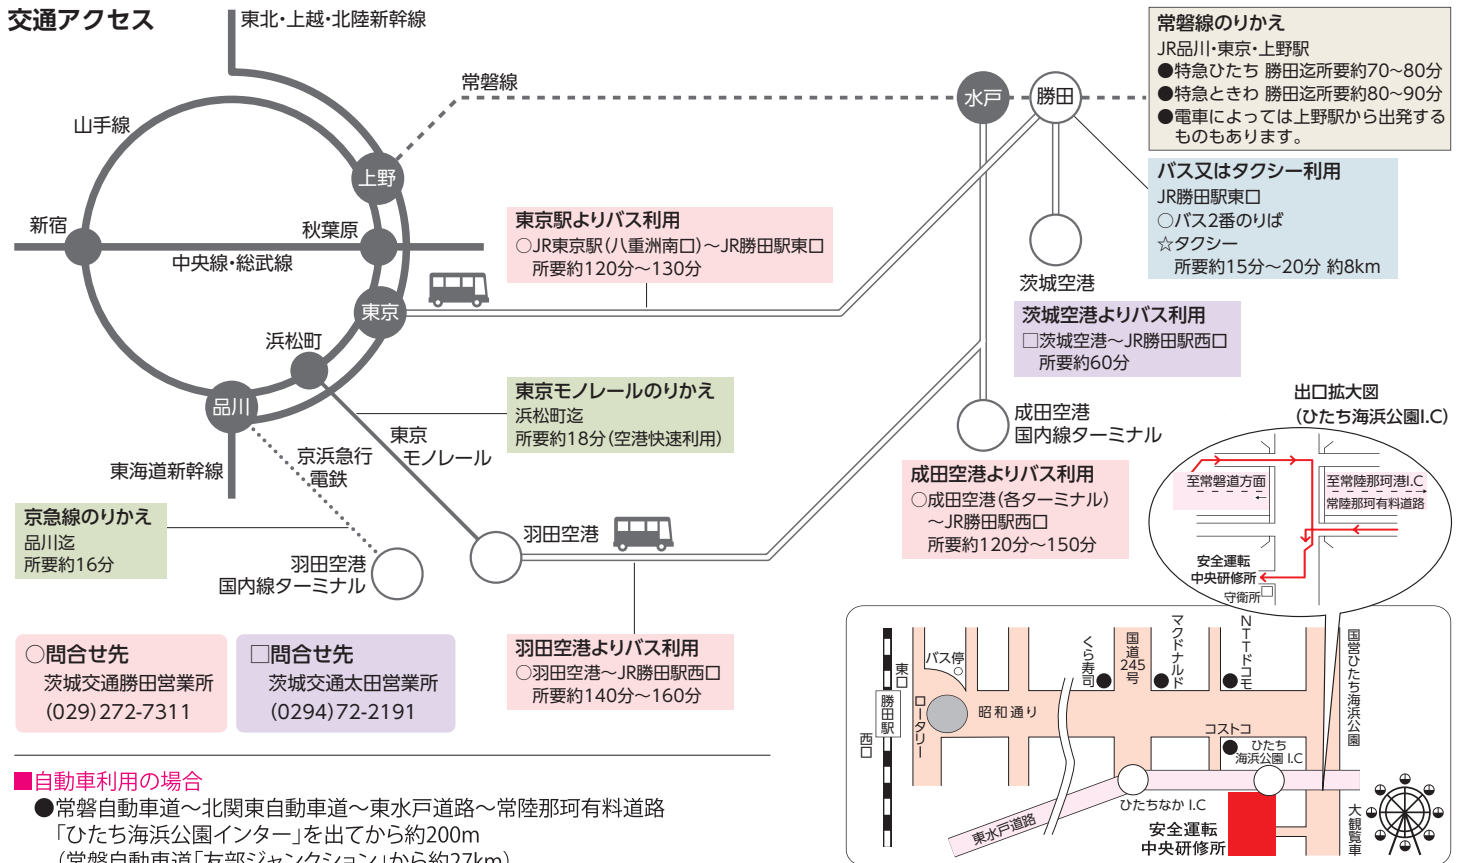 交通アクセス
東北・上越・北陸新幹線
常磐線
山手線
上野
新宿
秋葉原
中央線・総武線
東京
浜松町
品川
東海道新幹線
京浜急行
電鉄
東京
モノレール
羽田空港
国内線ターミナル
羽田空港
水戸
勝田
茨城空港
成田空港
国内線ターミナル
常磐線のりかえ
JR品川・東京・上野駅
●特急ひたち 勝田迄所要約70~80分
●特急ときわ 勝田迄所要約80~90分
●電車によっては上野駅から出発する
ものもあります。
バス又はタクシー利用
JR勝田駅東口
○バス2番のりば
☆タクシー
所要約15分~20分 約8km
東京駅よりバス利用
○JR東京駅(八重洲南口)~JR勝田駅東口
所要約120分~130分
茨城空港よりバス利用
□茨城空港~JR勝田駅西口
所要約60分
東京モノレールのりかえ
浜松町迄
所要約18分(空港快速利用)
成田空港よりバス利用
○成田空港(各ターミナル)
~JR勝田駅西口
所要約120分~150分
京急線のりかえ
品川迄
所要約16分
羽田空港よりバス利用
○羽田空港~JR勝田駅西口
所要約140分~160分
○問合せ先
茨城交通勝田営業所
(029)272-7311
□問合せ先
茨城交通太田営業所
(0294)72-2191
■自動車利用の場合
●常磐自動車道~北関東自動車道~東水戸道路~常陸那珂有料道路
「ひたち海浜公園インター」を出てから約200m
(常磐自動車道「友部ジャンクション」から約27km)
出口拡大図
(ひたち海浜公園I.C)
至常磐道方面
至常陸那珂港I.C
常陸那珂有料道路
安全運転
中央研修所
守衛所
東口
勝田駅
西口
バス停
ロータリー
昭和通り
くら寿司
国道245号
マクドナルド
NTTドコモ
コストコ
ひたち
海浜公園 I.C
国営ひたち海浜公園
ひたちなか I.C
東水戸道路
安全運転
中央研修所
大観覧車